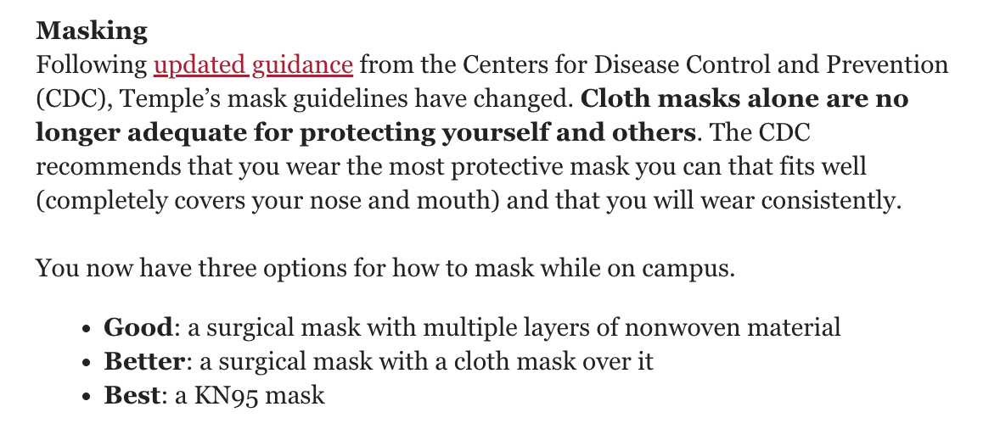 Masking
Following updated guidance from the Centers for Disease Control and Prevention
(CDC), Temple’s mask guidelines have changed. Cloth masks alone are no
longer adequate for protecting yourself and others. The CDC
recommends that you wear the most protective mask you can that fits well
(completely covers your nose and mouth) and that you will wear consistently.
You now have three options for how to mask while on campus.
• Good: a surgical mask with multiple layers of nonwoven material
• Better: a surgical mask with a cloth mask over it
• Best: a KN95 mask